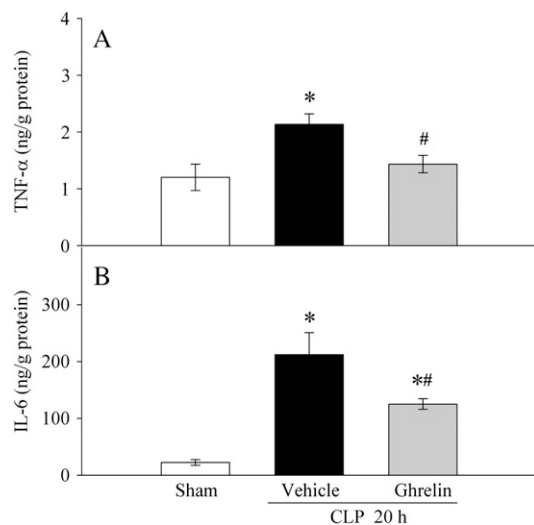 A
TNF-α (ng/g protein)
4
3
2
1
0
*
#
B
IL-6 (ng/g protein)
300
200
100
0
*
*#
Sham Vehicle Ghrelin
CLP 20 h